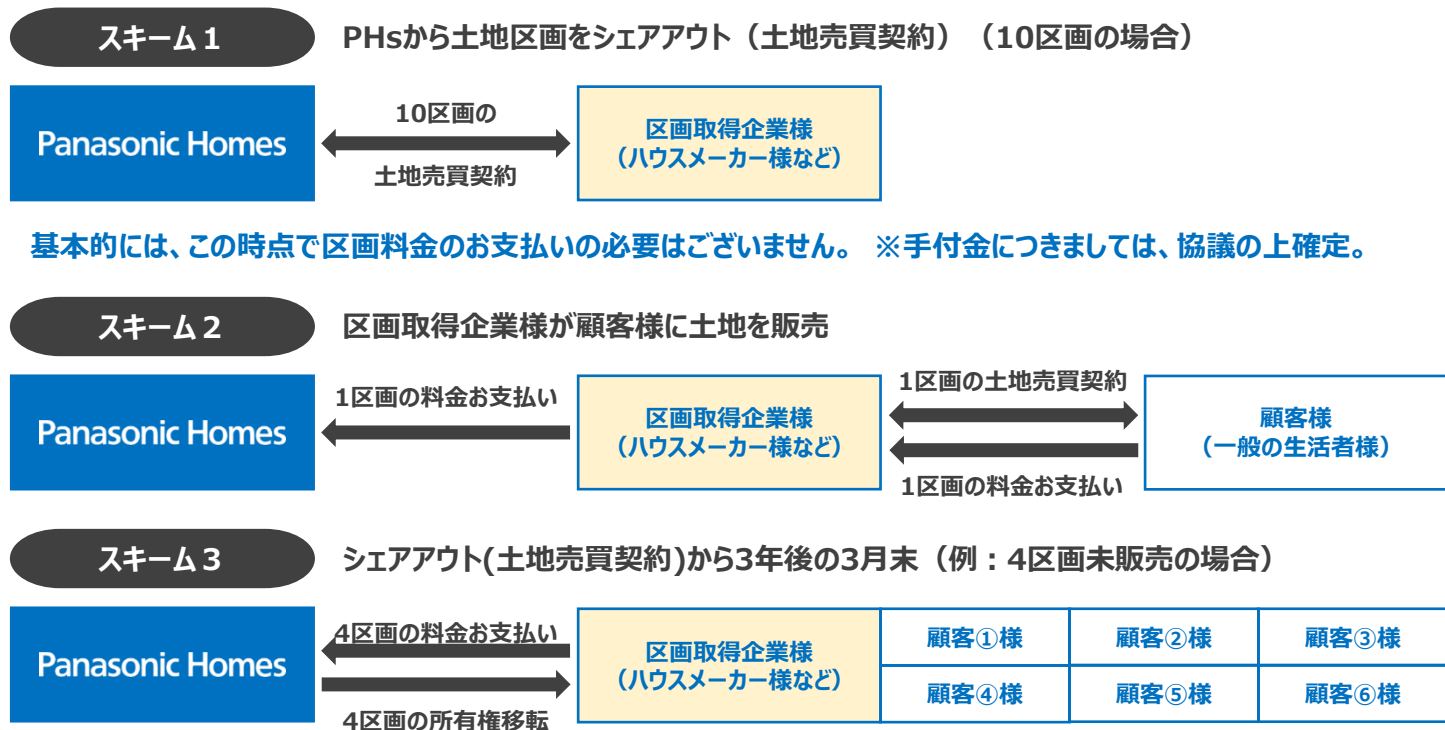 スキーム１
PHsから土地区画をシェアアウト（土地売買契約）（10区画の場合）
Panasonic Homes
10区画の
土地売買契約
区画取得企業様
（ハウスメーカー様など）
基本的には、この時点で区画料金のお支払いの必要はございません。 ※手付金につきましては、協議の上確定。
スキーム２
区画取得企業様が顧客様に土地を販売
Panasonic Homes
1区画の料金お支払い
区画取得企業様
（ハウスメーカー様など）
1区画の土地売買契約
1区画の料金お支払い
顧客様
（一般の生活者様）
スキーム３
シェアアウト(土地売買契約)から3年後の3月末（例：4区画未販売の場合）
Panasonic Homes
4区画の料金お支払い
4区画の所有権移転
区画取得企業様
（ハウスメーカー様など）
顧客①様
顧客②様
顧客③様
顧客④様
顧客⑤様
顧客⑥様